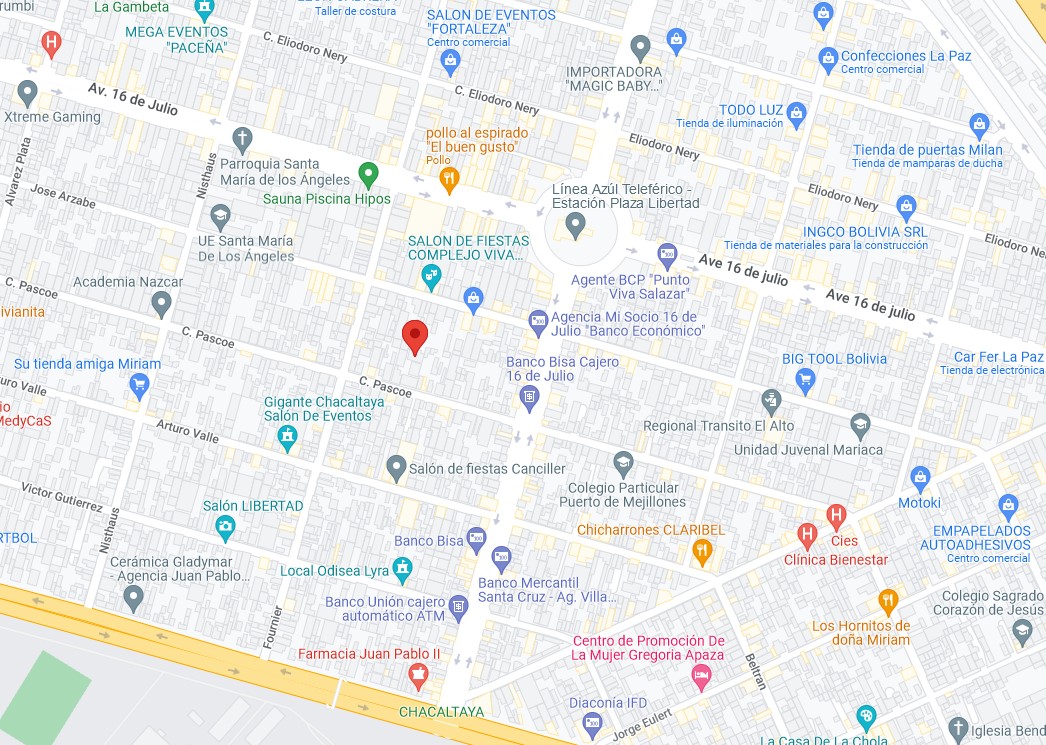 rumbi
La Gambeta
Taller de costura
MEGA EVENTOS
"PACEÑA"
SALON DE EVENTOS
"FORTALEZA"
Centro comercial
C. Eliodoro Nery
IMPORTADORA
"MAGIC BABY...
Confecciones La Paz
Centro comercial
Av. 16 de Julio
Xtreme Gaming
C. Eliodoro Nery
TODO LUZ
Tienda de iluminación
pollo al espirado
"El buen gusto"
Pollo
Eliodoro Nery
Tienda de puertas Milan
Tienda de mamparas de ducha
Alvarez Plata
Nisthaus
Parroquia Santa
María de los Ángeles
Sauna Piscina Hipos
Jose Arzabe
Línea Azúl Teleférico -
Estación Plaza Libertad
Eliodoro Nery
INGCO BOLIVIA SRL
Tienda de materiales para la construcción
Eliodoro Nery
UE Santa María
De Los Ángeles
SALON DE FIESTAS
COMPLEJO VIVA...
Agente BCP "Punto
Viva Salazar"
Ave 16 de julio
Ave 16 de julio
Academia Nazcar
C. Pascoe
ivianita
C. Pascoe
Agencia Mi Socio 16 de
Julio "Banco Económico"
Su tienda amiga Miriam
Banco Bisa Cajero
16 de Julio
BIG TOOL Bolivia
Car Fer La Paz
Tienda de electrónica
uro Valle
C. Pascoe
io
MedyCaS
Gigante Chacaltaya
Salón De Eventos
Arturo Valle
Regional Transito El Alto
Unidad Juvenal Mariaca
Salón de fiestas Canciller
Colegio Particular
Puerto de Mejillones
Victor Gutierrez
Salón LIBERTAD
Motoki
Nisthaus
RTBOL
Banco Bisa
Chicharrones CLARIBEL
Cies
Clínica Bienestar
EMPAPELADOS
AUTOADHESIVOS
Centro comercial
Cerámica Gladymar
- Agencia Juan Pablo...
Local Odisea Lyra
Banco Mercantil
Santa Cruz - Ag. Villa...
Banco Unión cajero
automático ATM
Colegio Sagrado
Corazón de Jesús
Los Hornitos de
doña Miriam
Fournier
Centro de Promoción De
La Mujer Gregoria Apaza
Farmacia Juan Pablo II
Beltran
CHACALTAYA
Diaconía IFD
Jorge Eulert
La Casa De La Chola
Iglesia Bend